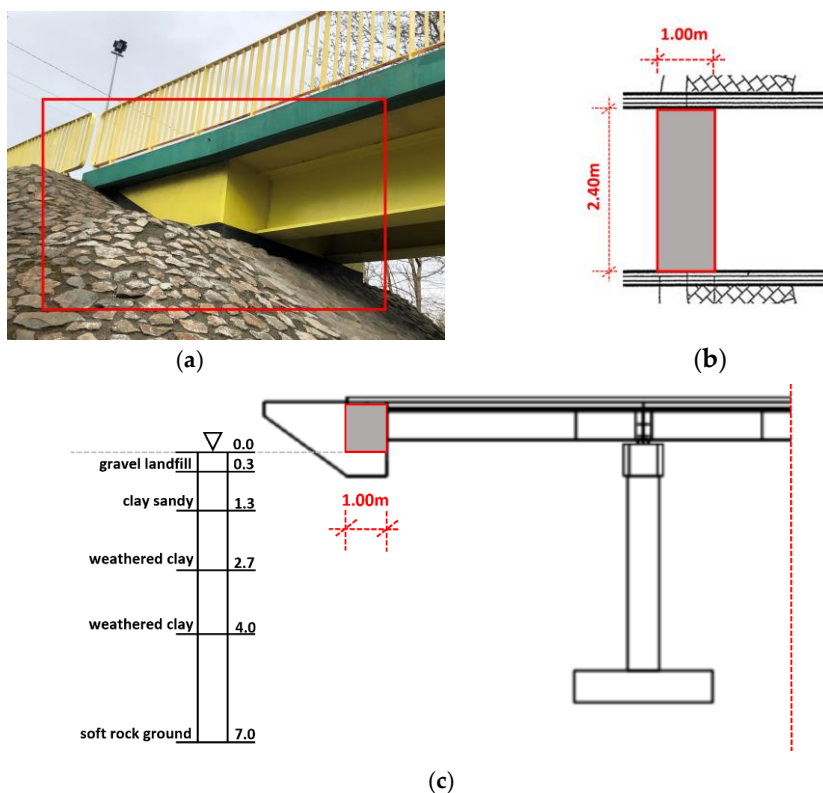 1.00m
2.40m
(a)
(b)
0.0
gravel landfill 0.3
clay sandy 1.3
weathered clay 2.7
weathered clay 4.0
soft rock ground 7.0
1.00m
(c)